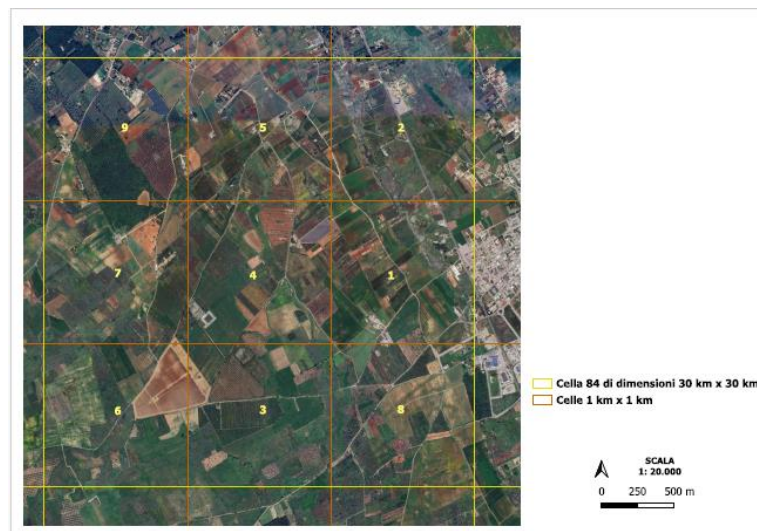 9 5 2
7 4 1
6 3 8
Cella 84 di dimensioni 30 km x 30 km
Celle 1 km x 1 km
SCALA
1: 20.000
0 250 500 m